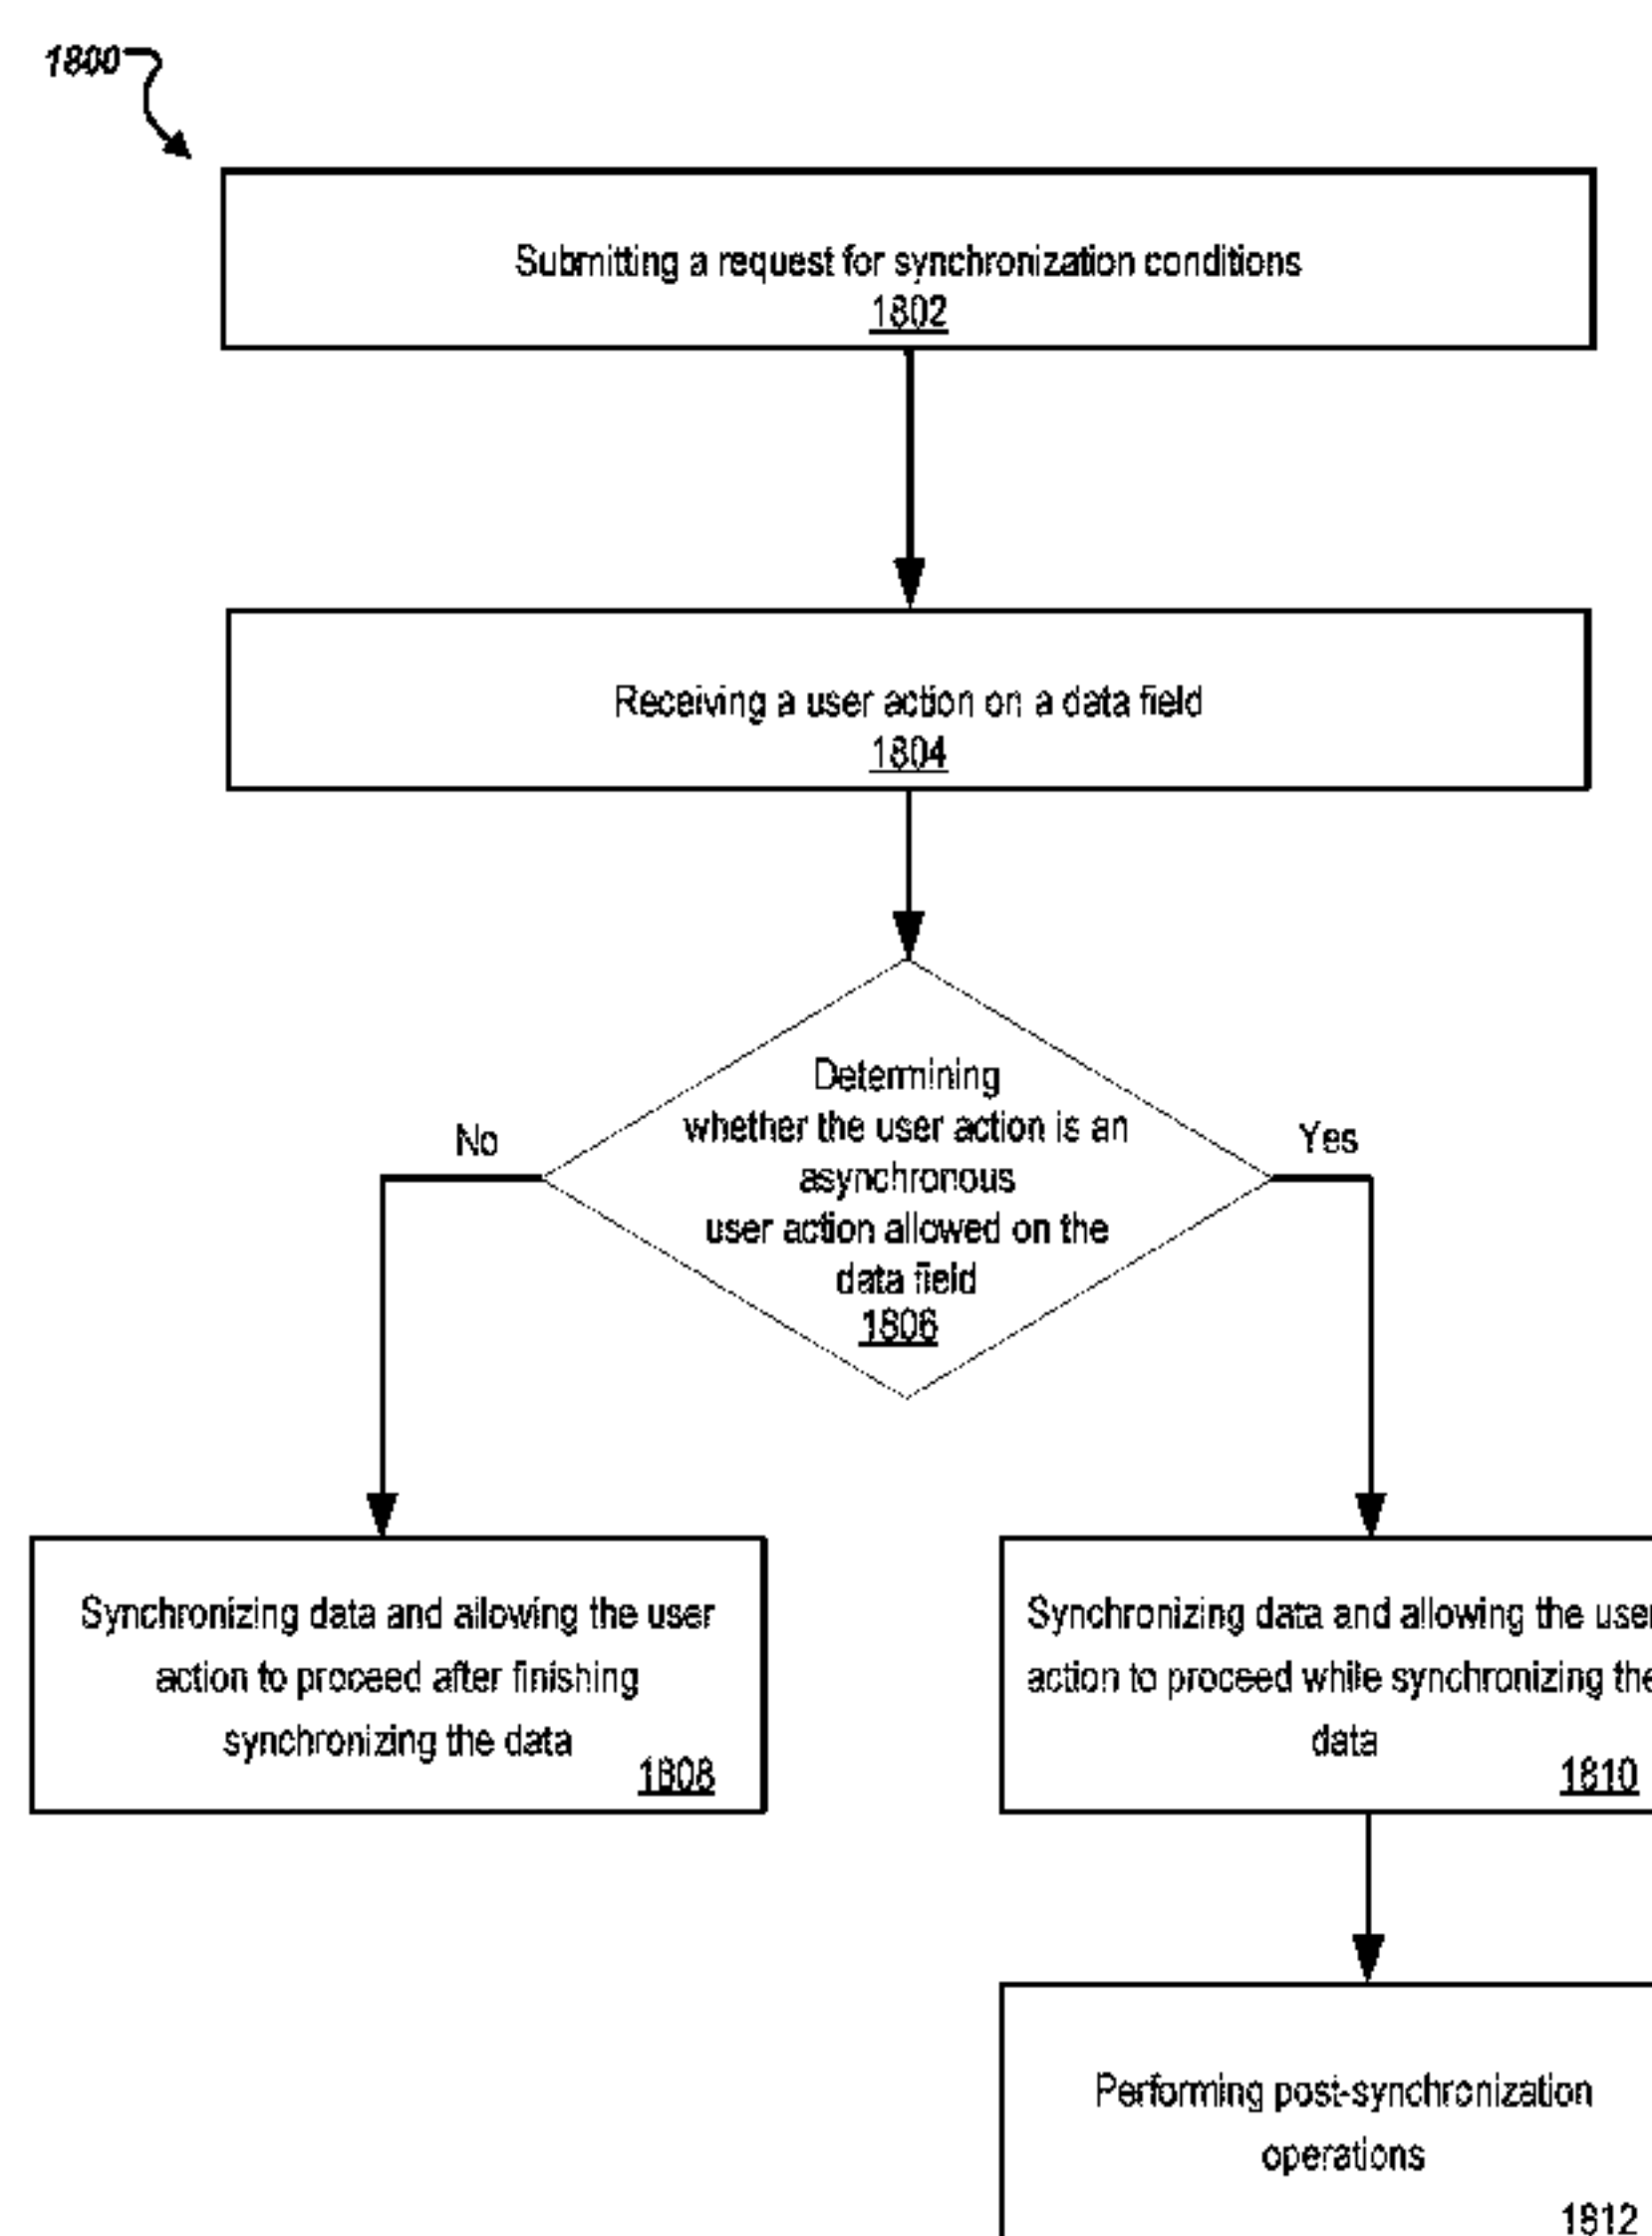 1800
Submitting a request for synchronization conditions
1802
Receiving a user action on a data field
1804
Determining
whether the user action is an
asynchronous
user action allowed on the
data field
1806
No
Yes
Synchronizing data and allowing the user
action to proceed after finishing
synchronizing the data
1808
Synchronizing data and allowing the user
action to proceed while synchronizing the
data
1810
Performing post-synchronization
operations
1812